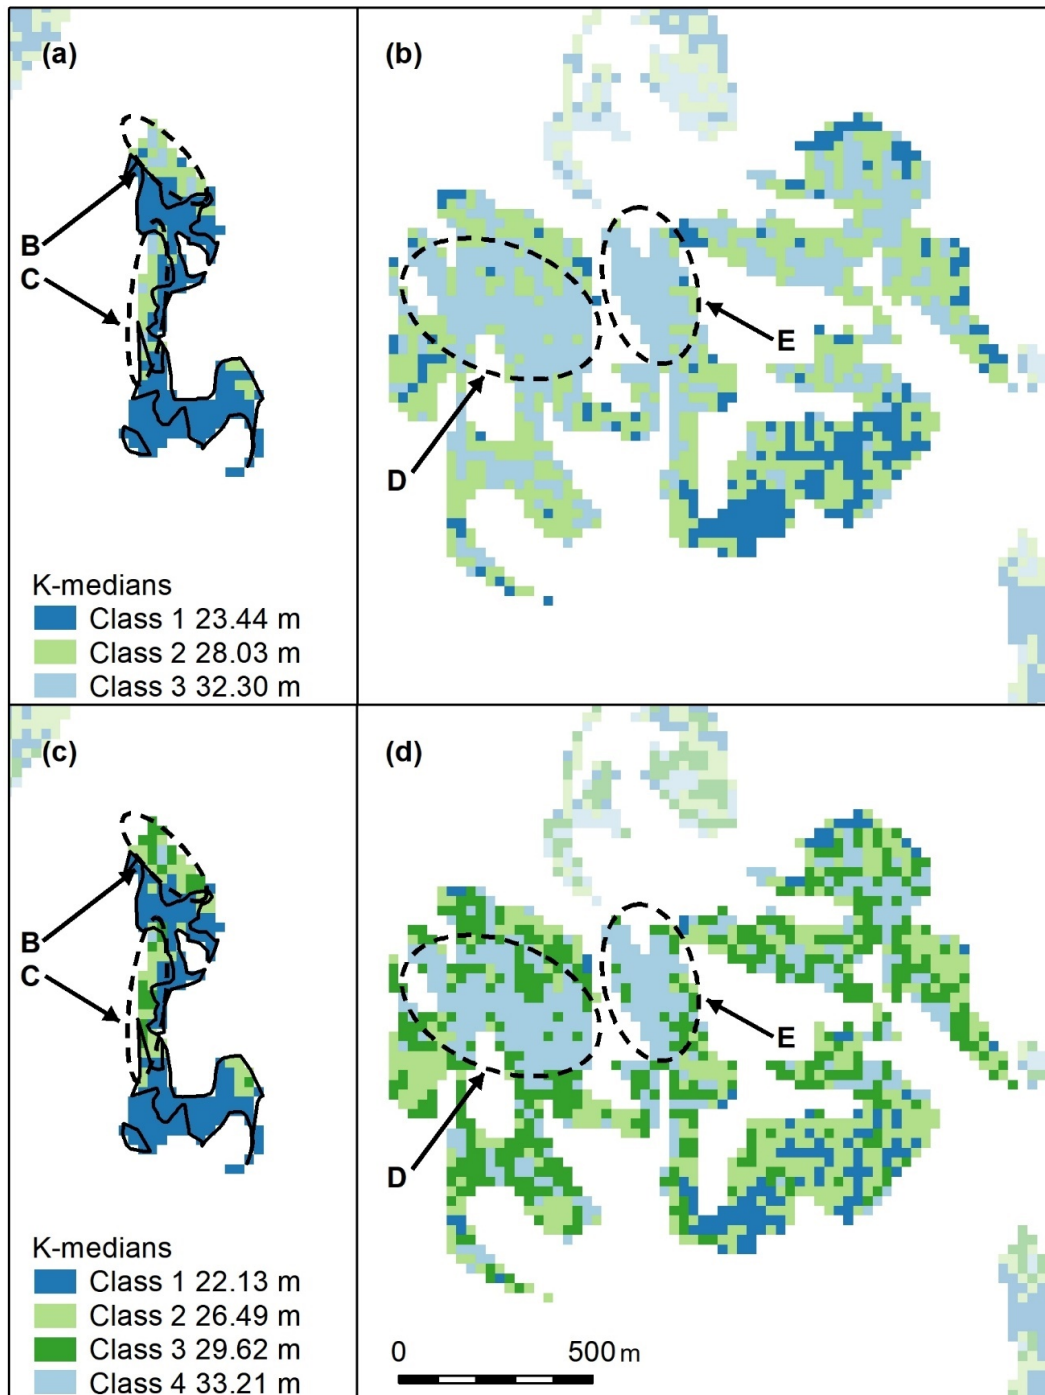 (a)
(b)
B
C
E
D
K-medians
Class 1 23.44 m
Class 2 28.03 m
Class 3 32.30 m
(c)
(d)
B
C
E
D
K-medians
Class 1 22.13 m
Class 2 26.49 m
Class 3 29.62 m
Class 4 33.21 m
0 500 m